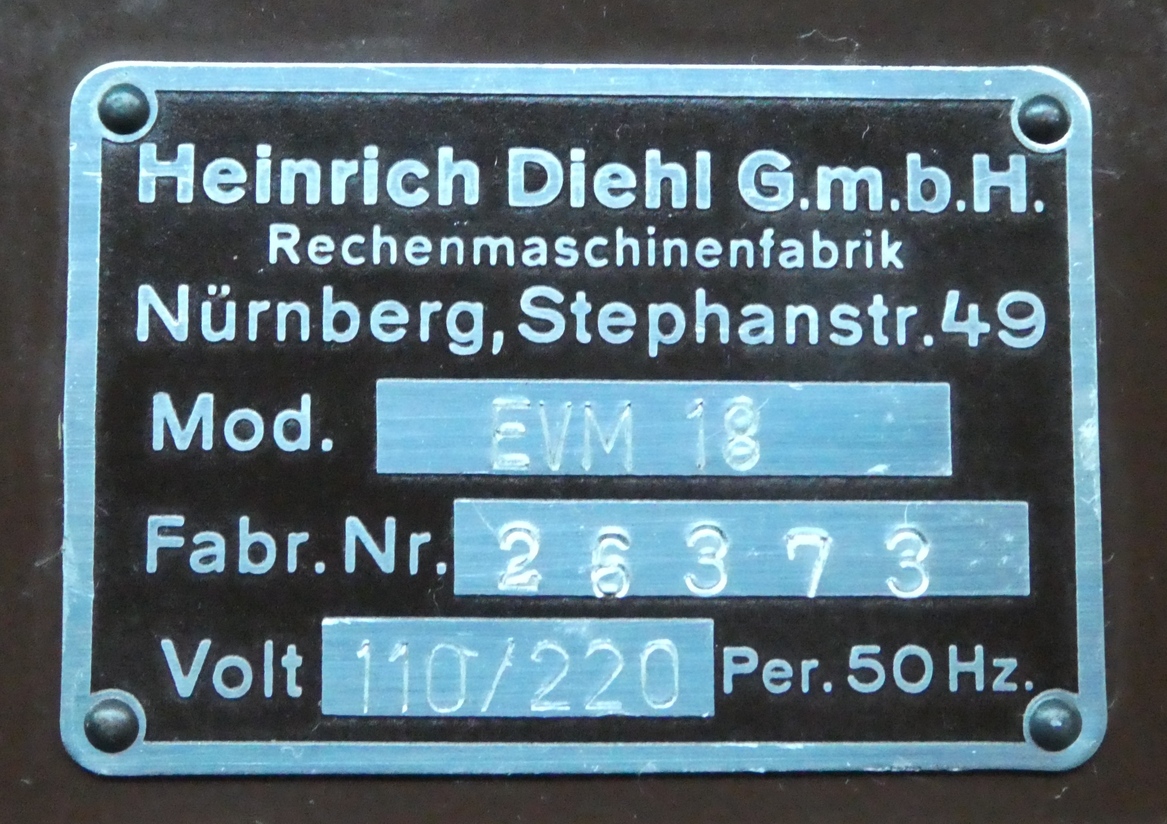 Heinrich Diehl G.m.b.H.
Rechenmaschinenfabrik
Nürnberg, Stephanstr. 49
Mod. EVM 18
Fabr. Nr. 26373
Volt 110/220 Per. 50 Hz.